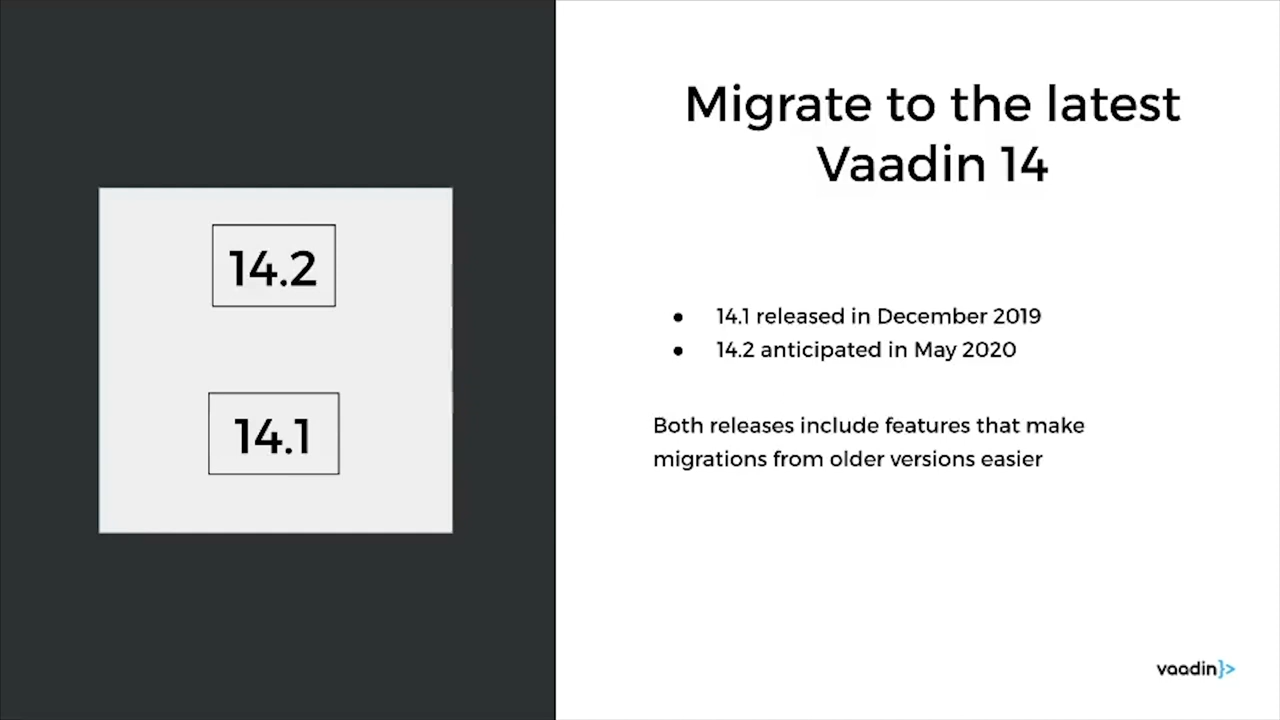 14.2
14.1
Migrate to the latest
Vaadin 14
● 14.1 released in December 2019
● 14.2 anticipated in May 2020
Both releases include features that make
migrations from older versions easier
vaadin}>